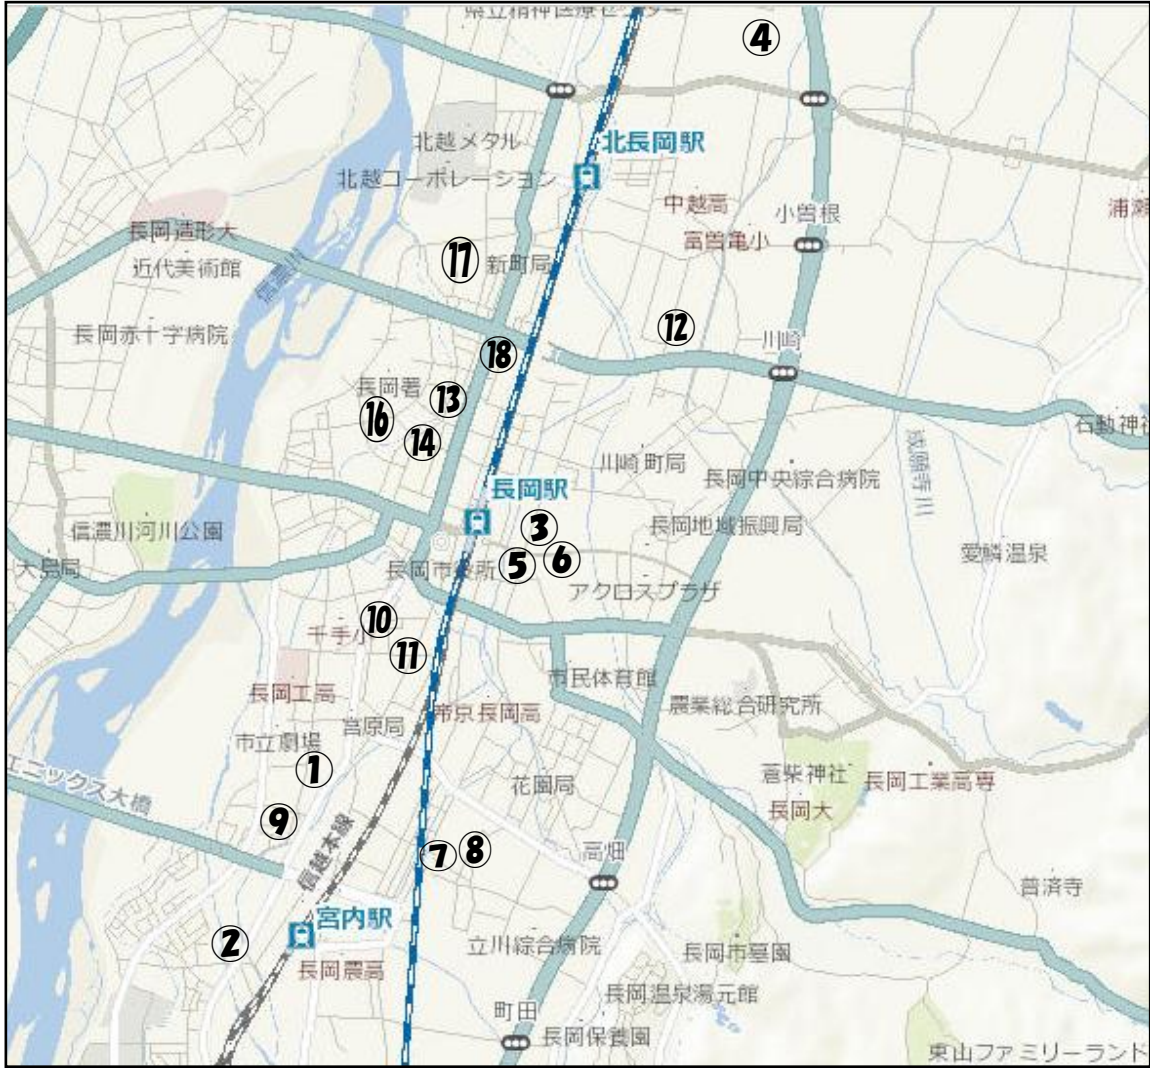 県立精神医療センター
④
北越メタル
北長岡駅
北越コーポレーション
中越高
小曽根
浦瀬
長岡造形大
富曽亀小
⑰
新町局
近代美術館
信濃川
⑫
長岡赤十字病院
川崎
⑱
長岡署
⑬
⑯
石動神社
⑭
川崎町局
長岡中央綜合病院
成願寺川
長岡駅
③
信濃川河川公園
長岡地域振興局
愛鱗温泉
大島局
長岡市役所
⑤
⑥
アクロスプラザ
⑩
千手小
⑪
市民体育館
長岡工高
帝京長岡高
農業総合研究所
宮原局
市立劇場
①
蒼柴神社
長岡工業高専
ェニックス大橋
花園局
長岡大
⑨
信越本線
⑦
⑧
高畑
普済寺
宮内駅
②
立川綜合病院
長岡市墓園
長岡農高
長岡温泉湯元館
町田
長岡保養園
東山ファミリーランド